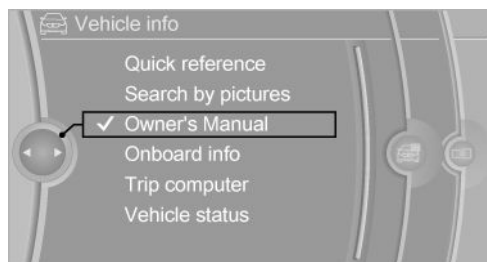 Vehicle info
Quick reference
Search by pictures
Owner's Manual
Onboard info
Trip computer
Vehicle status